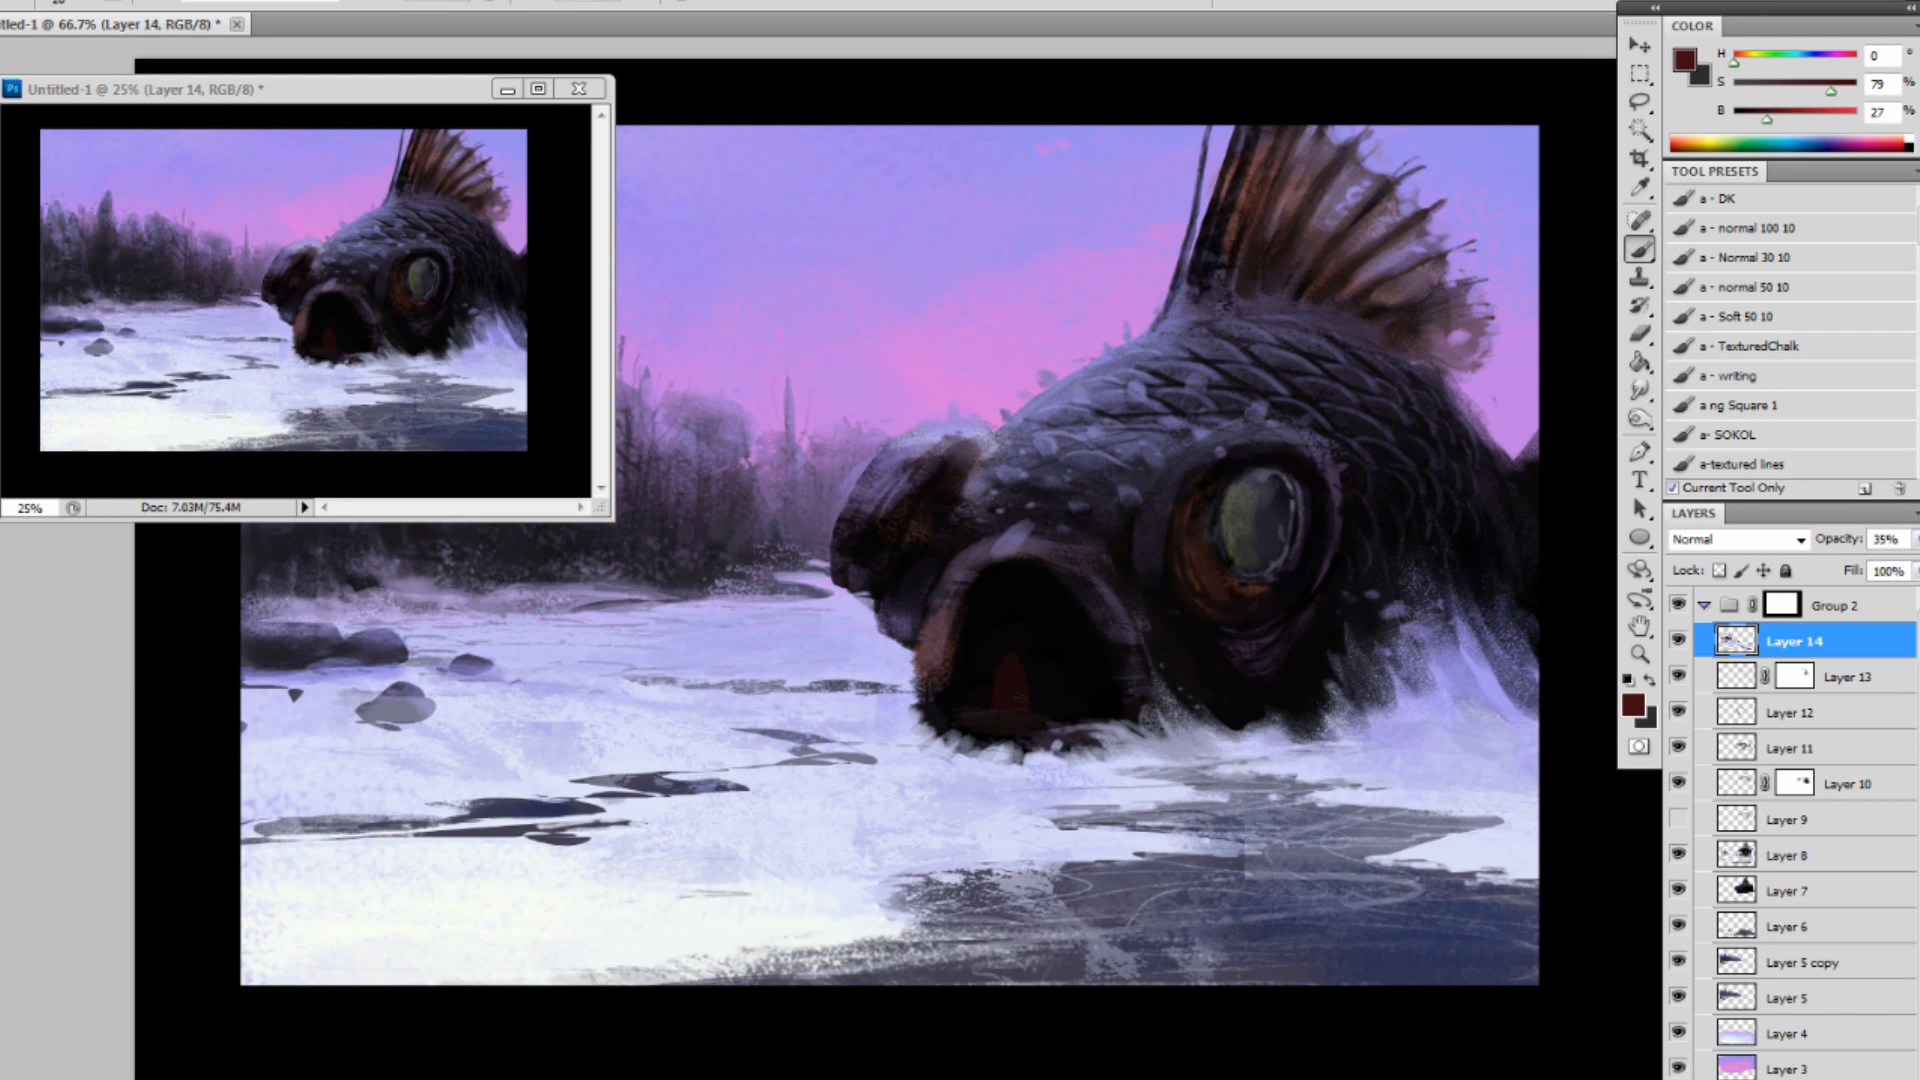 itled-1 @ 66.7% (Layer 14, RGB/8) *
Ps Untitled-1 @ 25% (Layer 14, RGB/8) *
25%
Doc: 7.03M/75.4M
COLOR
H 0 °
S 79 %
B 27 %
TOOL PRESETS
a - DK
a - normal 100 10
a - Normal 30 10
a - normal 50 10
a - Soft 50 10
a - TexturedChalk
a - writing
a ng Square 1
a- SOKOL
a-textured lines
Current Tool Only
LAYERS
Normal Opacity: 35%
Lock: Fill: 100%
Group 2
Layer 14
Layer 13
Layer 12
Layer 11
Layer 10
Layer 9
Layer 8
Layer 7
Layer 6
Layer 5 copy
Layer 5
Layer 4
Layer 3